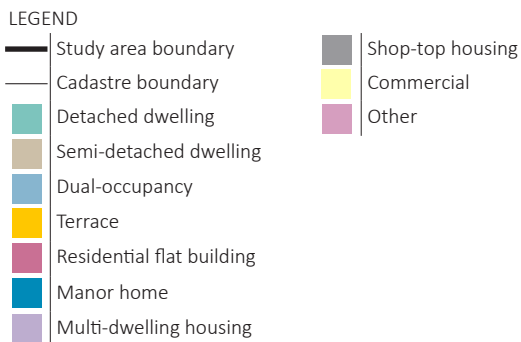 LEGEND
Study area boundary
Cadastre boundary
Detached dwelling
Semi-detached dwelling
Dual-occupancy
Terrace
Residential flat building
Manor home
Multi-dwelling housing
Shop-top housing
Commercial
Other